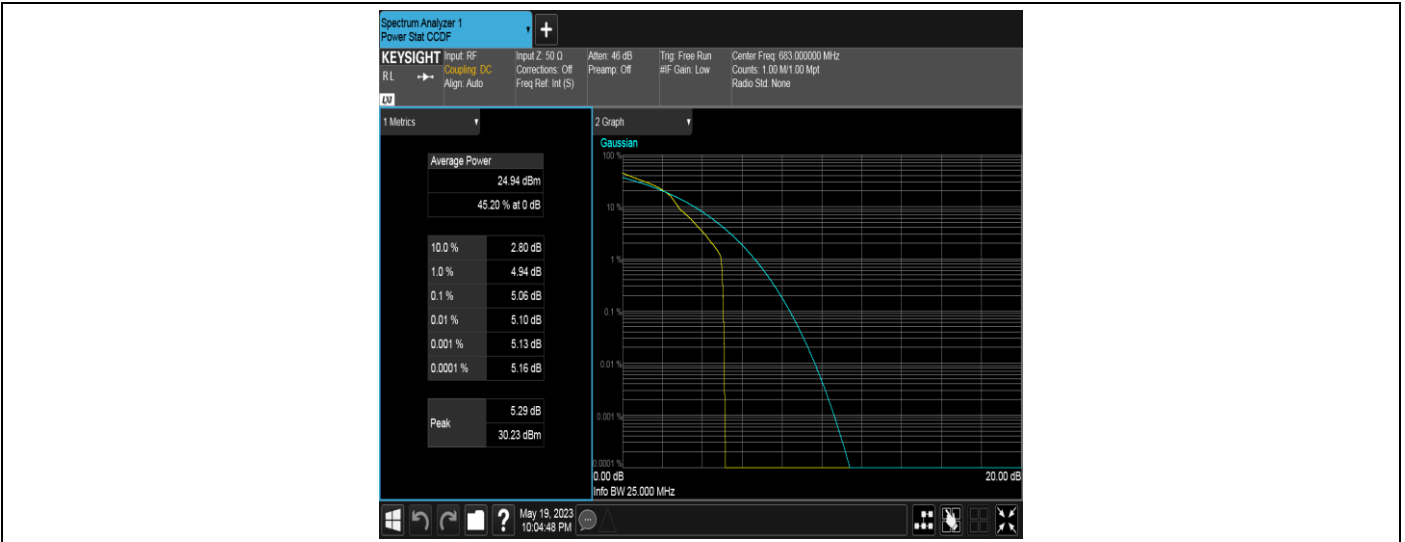 Spectrum Analyzer 1
Power Stat CCDF
+
KEYSIGHT Input: RF Input Z: 50 Ω Atten: 46 dB Trig: Free Run Center Freq: 683.000000 MHz
RL Coupling: DC Corrections: Off Preamp: Off #IF Gain: Low Counts: 1.00 M/1.00 Mpt
Align: Auto Freq Ref: Int (S) Radio Std: None
LXI
1 Metrics
2 Graph
Average Power
24.94 dBm
45.20 % at 0 dB
10.0 % 2.80 dB
1.0 % 4.94 dB
0.1 % 5.06 dB
0.01 % 5.10 dB
0.001 % 5.13 dB
0.0001 % 5.16 dB
Peak 5.29 dB
30.23 dBm
Gaussian
100 %
10 %
1 %
0.1 %
0.01 %
0.001 %
0.0001 %
0.00 dB 20.00 dB
Info BW 25.000 MHz
? May 19, 2023
10:04:48 PM